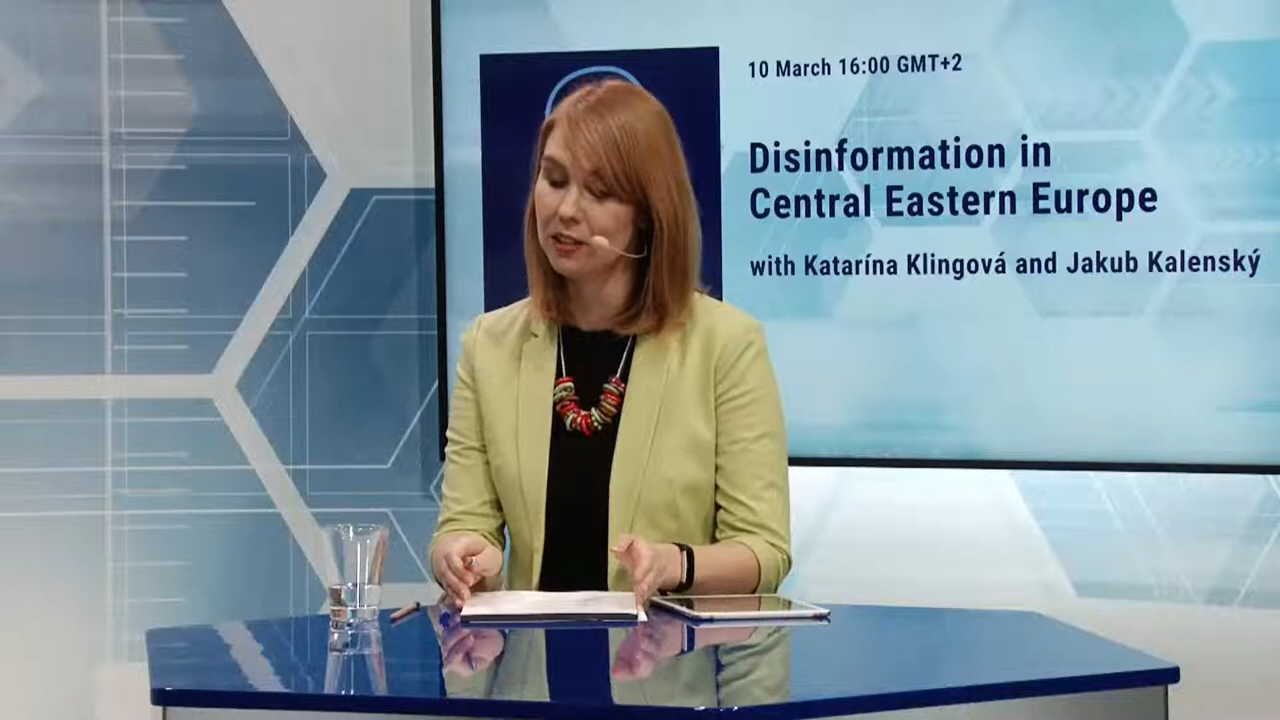 10 March 16:00 GMT+2
Disinformation in
Central Eastern Europe
with Katarína Klingová and Jakub Kalenský